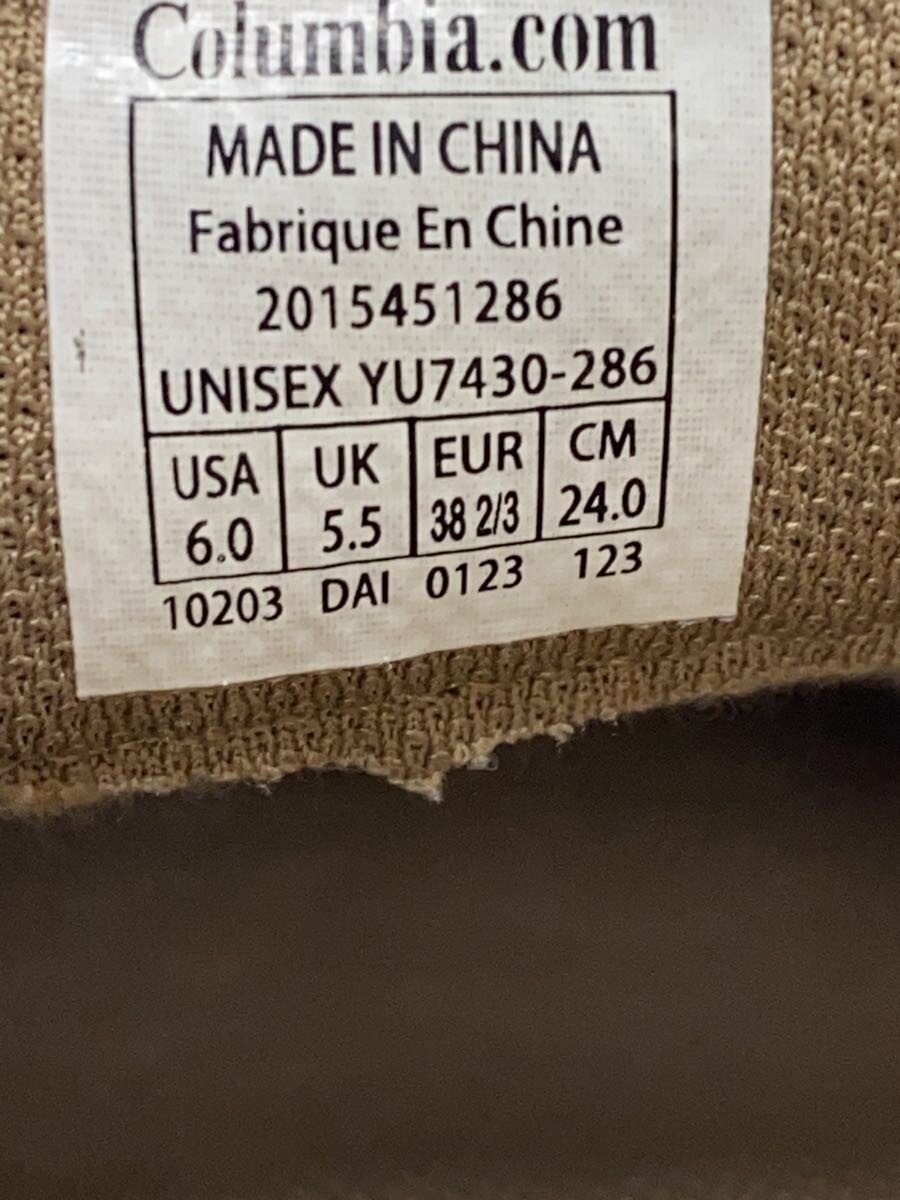 Columbia.com
MADE IN CHINA
Fabrique En Chine
2015451286
UNISEX YU7430-286
USA UK EUR CM
6.0 5.5 38 2/3 24.0
10203 DAI 0123 123